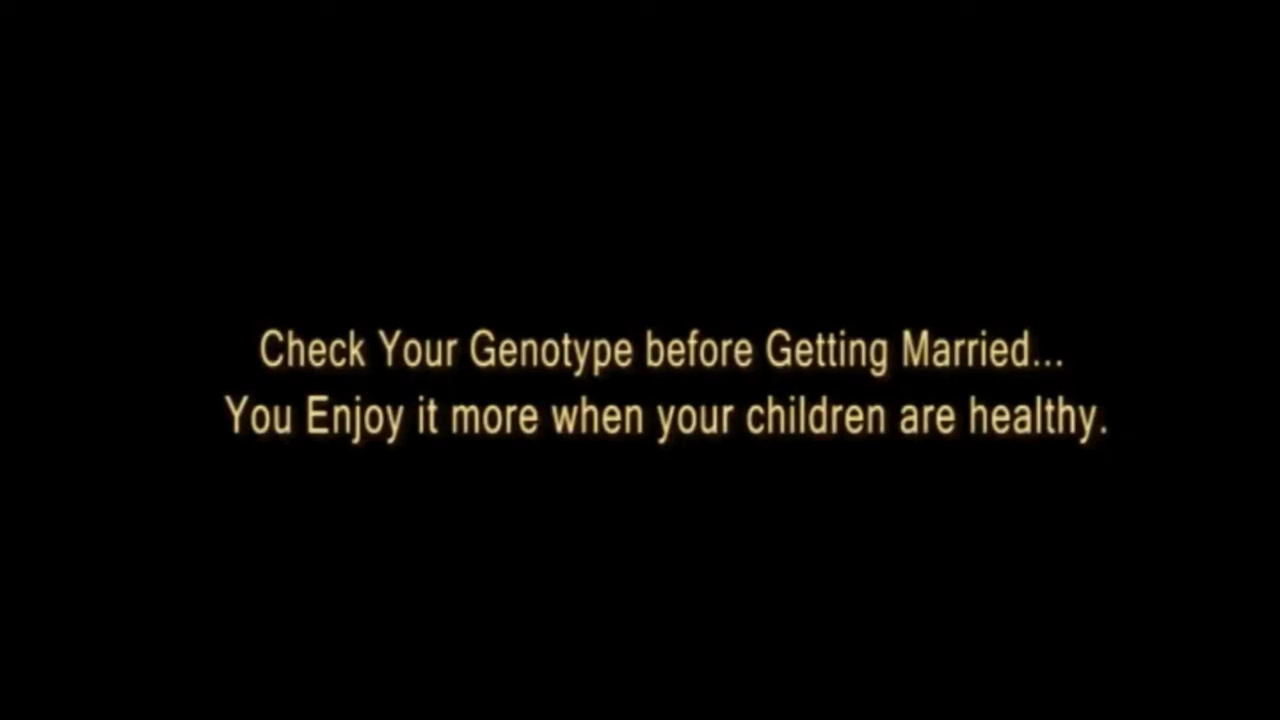 Check Your Genotype before Getting Married...
You Enjoy it more when your children are healthy.